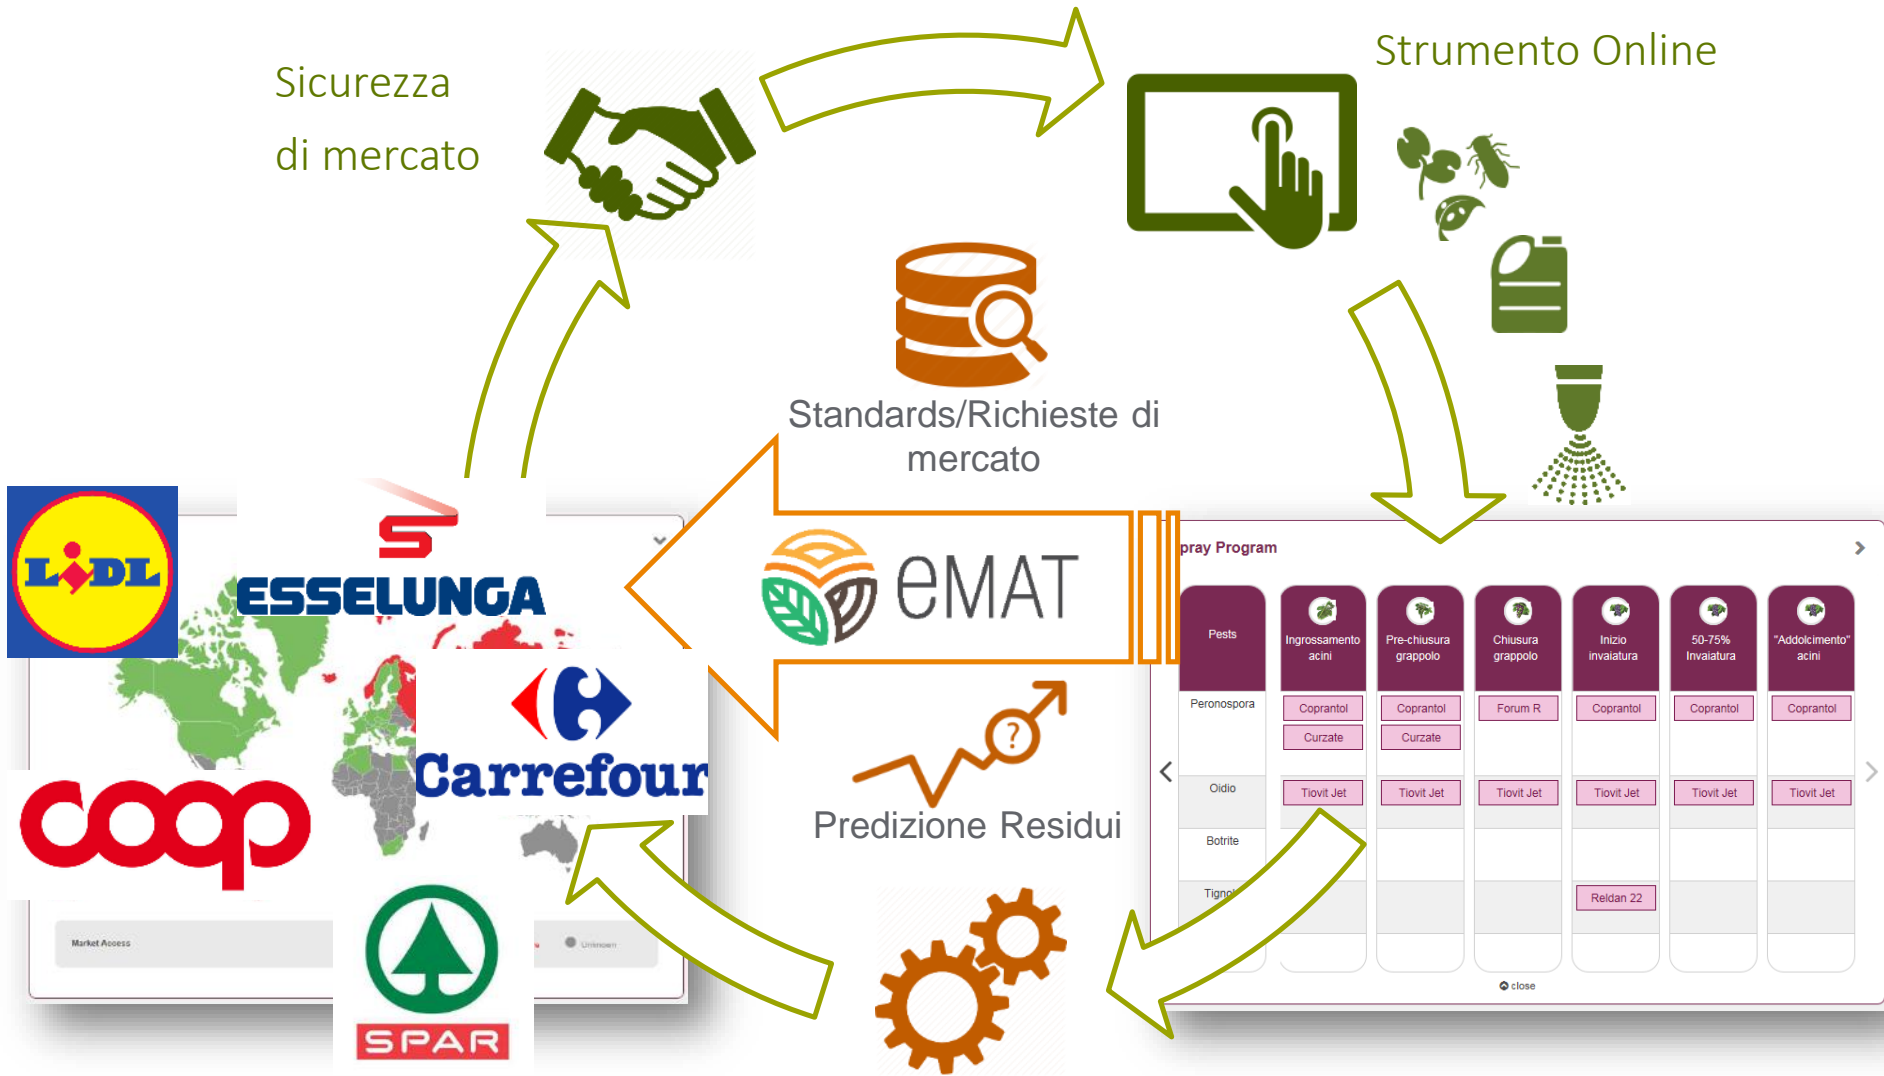 Sicurezza
di mercato
Strumento Online
Standards/Richieste di
mercato
eMAT
Predizione Residui
LIDL
ESSELUNGA
Carrefour
coop
SPAR
Market Access
Unknown
pray Program
Pests
Ingrossamento
acini
Pre-chiusura
grappolo
Chiusura
grappolo
Inizio
invaiatura
50-75%
Invaiatura
"Addolcimento"
acini
Peronospora
Coprantol
Coprantol
Forum R
Coprantol
Coprantol
Coprantol
Curzate
Curzate
Oidio
Tiovit Jet
Tiovit Jet
Tiovit Jet
Tiovit Jet
Tiovit Jet
Tiovit Jet
Botrite
Reldan 22
close
?